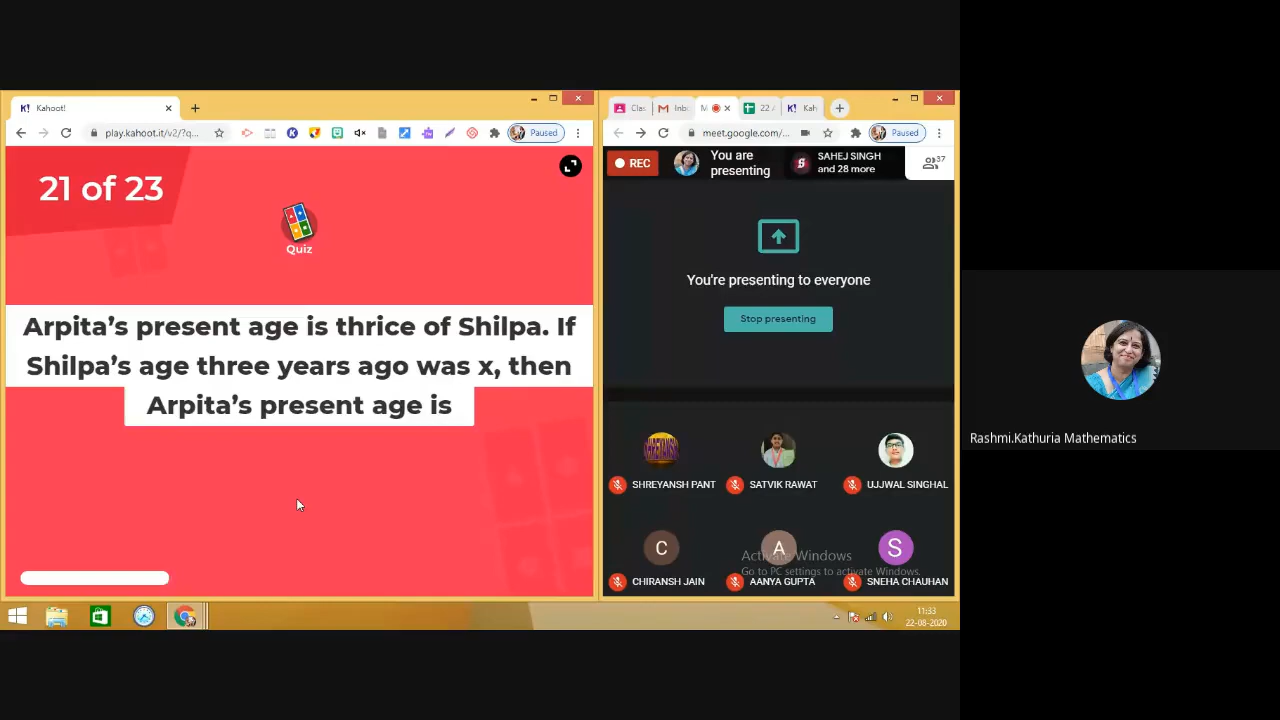 Kahoot!
Clas
Inb
M
22 A
Kah
play.kahoot.it/v2/?q...
Paused
meet.google.com/...
Paused
21 of 23
Quiz
REC
You are
presenting
SAHEJ SINGH
and 28 more
37
You're presenting to everyone
Stop presenting
Arpita's present age is thrice of Shilpa. If
Shilpa's age three years ago was x, then
Arpita's present age is
SHREYANSH PANT
SATVIK RAWAT
UJJWAL SINGHAL
C
A
S
Activate Windows
Go to PC settings to activate Windows.
CHIRANSH JAIN
AANYA GUPTA
SNEHA CHAUHAN
11:33
22-08-2020
Rashmi.Kathuria Mathematics